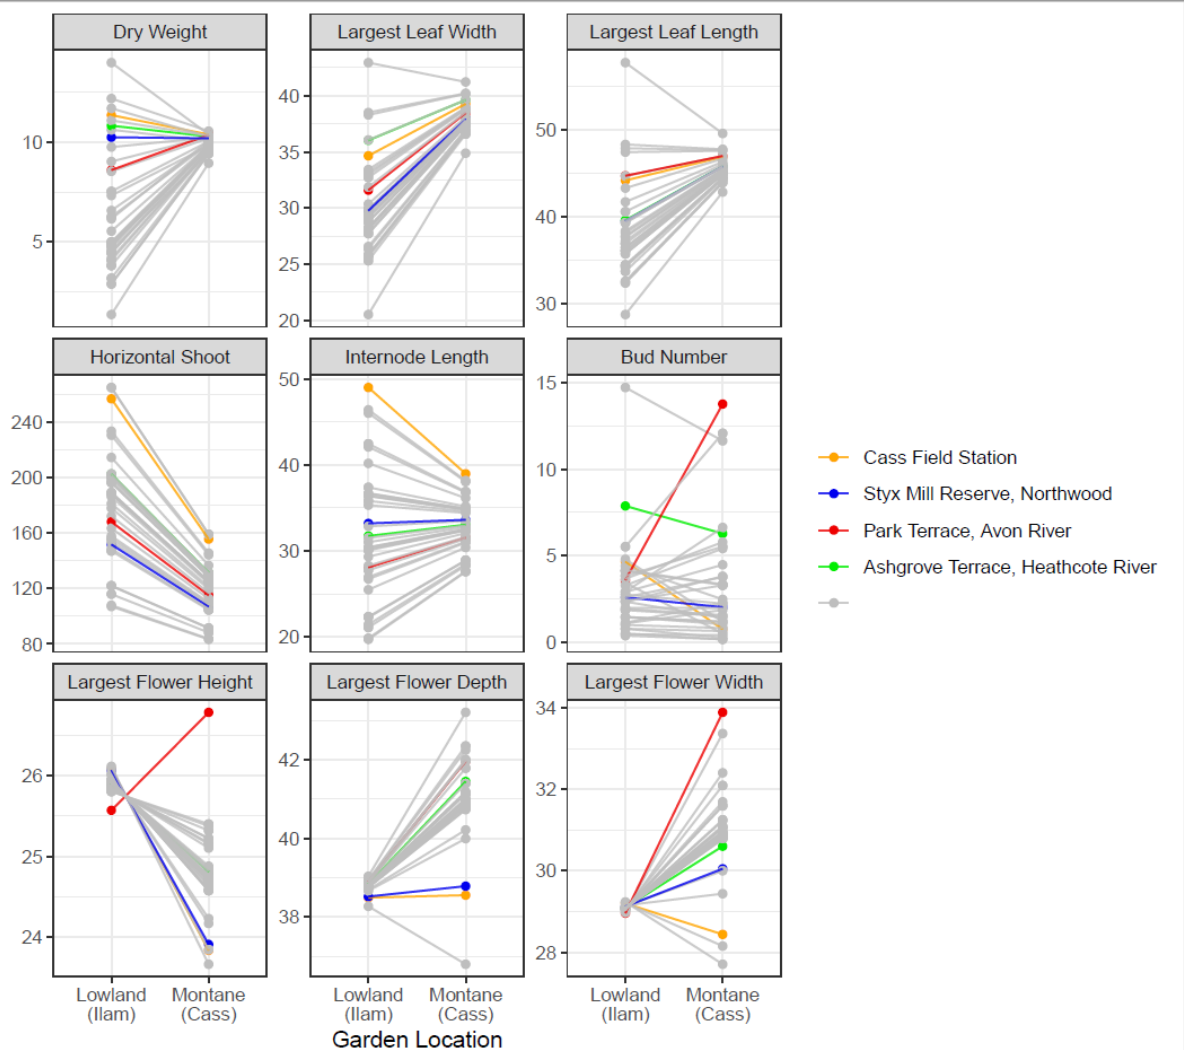 Dry Weight
Largest Leaf Width
Largest Leaf Length
10
5
40
35
30
25
20
50
40
30
Horizontal Shoot
Internode Length
Bud Number
240
200
160
120
80
50
40
30
20
15
10
5
0
Cass Field Station
Styx Mill Reserve, Northwood
Park Terrace, Avon River
Ashgrove Terrace, Heathcote River
Largest Flower Height
Largest Flower Depth
Largest Flower Width
26
25
24
42
40
38
34
32
30
28
Lowland
(Ilam)
Montane
(Cass)
Lowland
(Ilam)
Montane
(Cass)
Lowland
(Ilam)
Montane
(Cass)
Garden Location